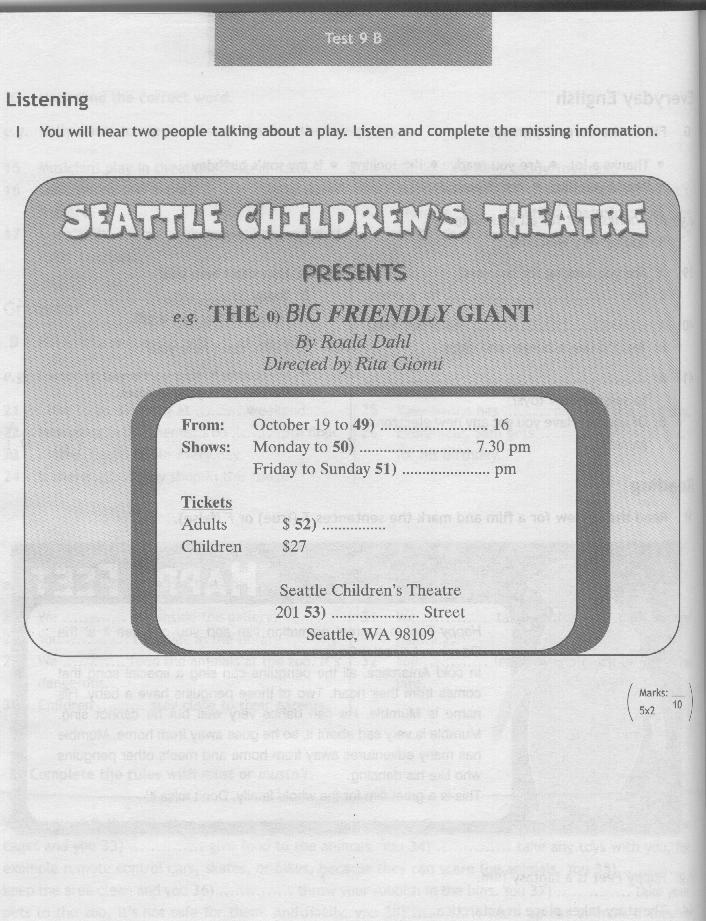 Test 9 B
Listening
I You will hear two people talking about a play. Listen and complete the missing information.
SEATTLE CHILDREN'S THEATRE
PRESENTS
e.g. THE 0) BIG FRIENDLY GIANT
By Roald Dahl
Directed by Rita Giomi
From: October 19 to 49) ........................ 16
Shows: Monday to 50) ........................ 7.30 pm
Friday to Sunday 51) .................... pm
Tickets
Adults $ 52) ..............
Children $27
Seattle Children's Theatre
201 53) .................... Street
Seattle, WA 98109
Marks: __
5x2 10